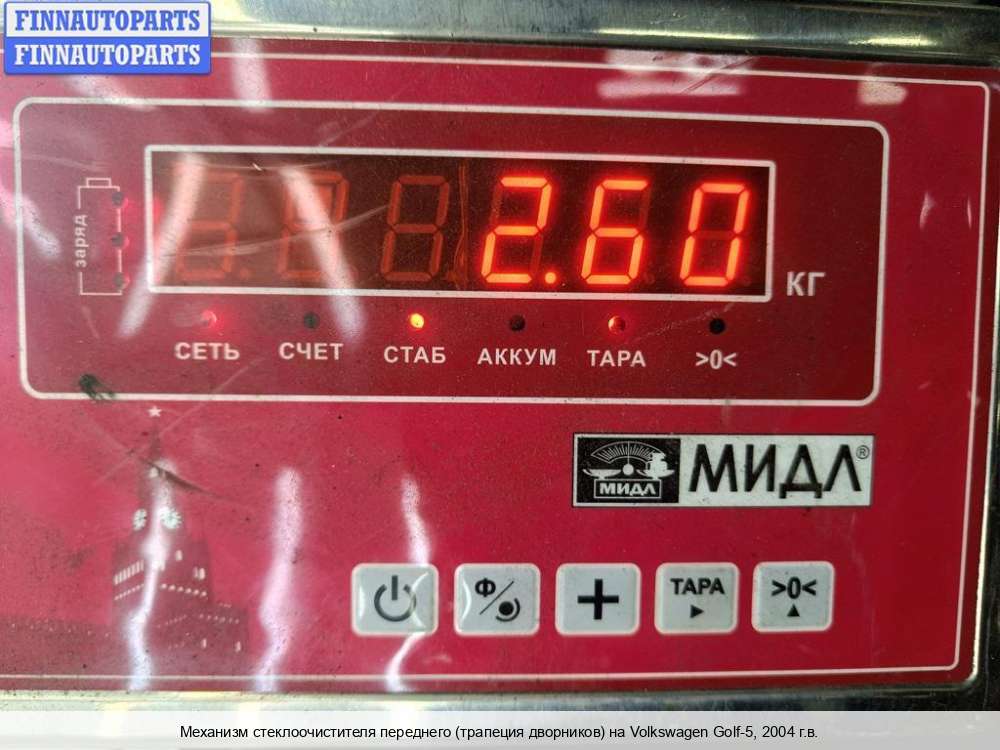 FINNAUTOPARTS
FINNAUTOPARTS
заряд
2.60
КГ
СЕТЬ СЧЕТ СТАБ АККУМ ТАРА >0<
МИДЛ МИДЛ®
Ф ТАРА >0<
Механизм стеклоочистителя переднего (трапеция дворников) на Volkswagen Golf-5, 2004 г.в.